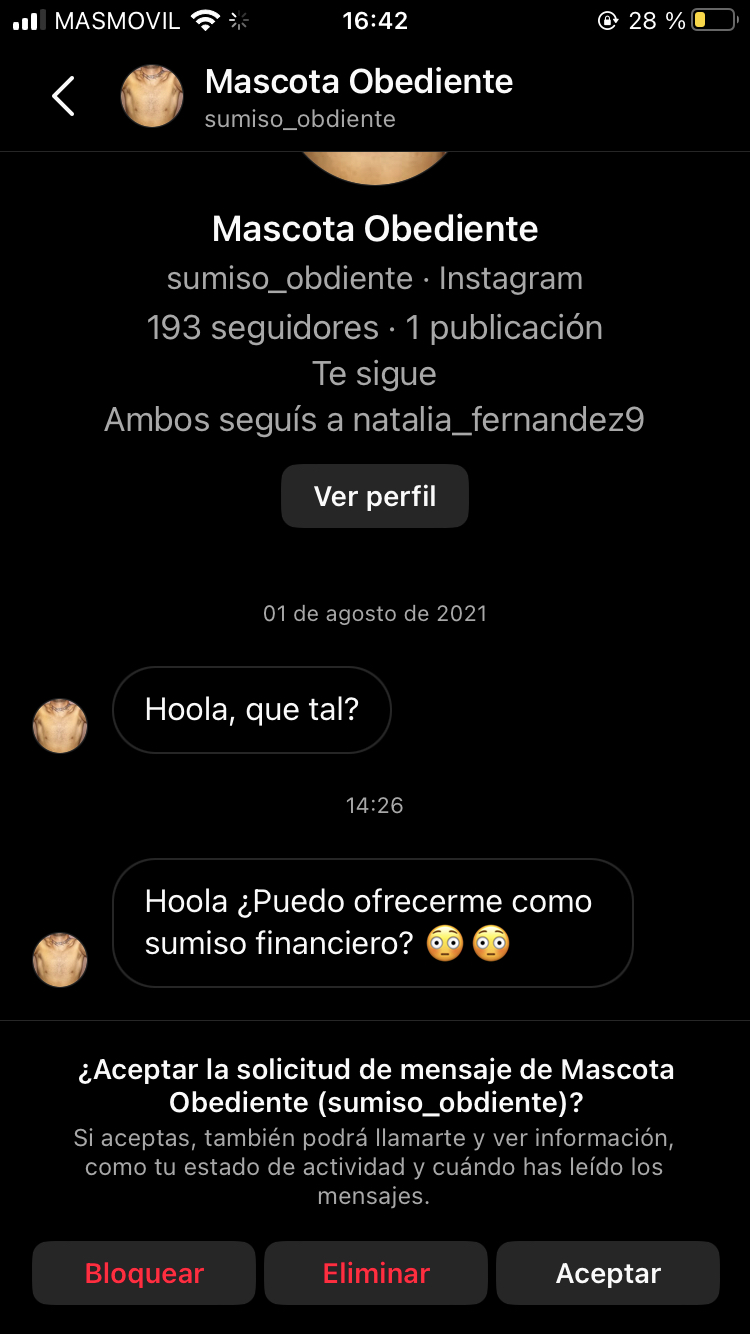 MASMOVIL 16:42 28 %
Mascota Obediente
sumiso_obdiente
Mascota Obediente
sumiso_obdiente · Instagram
193 seguidores · 1 publicación
Te sigue
Ambos seguís a natalia_fernandez9
Ver perfil
01 de agosto de 2021
Hoola, que tal?
14:26
Hoola ¿Puedo ofrecerme como
sumiso financiero? 😳😳
¿Aceptar la solicitud de mensaje de Mascota
Obediente (sumiso_obdiente)?
Si aceptas, también podrá llamarte y ver información,
como tu estado de actividad y cuándo has leído los
mensajes.
Bloquear Eliminar Aceptar